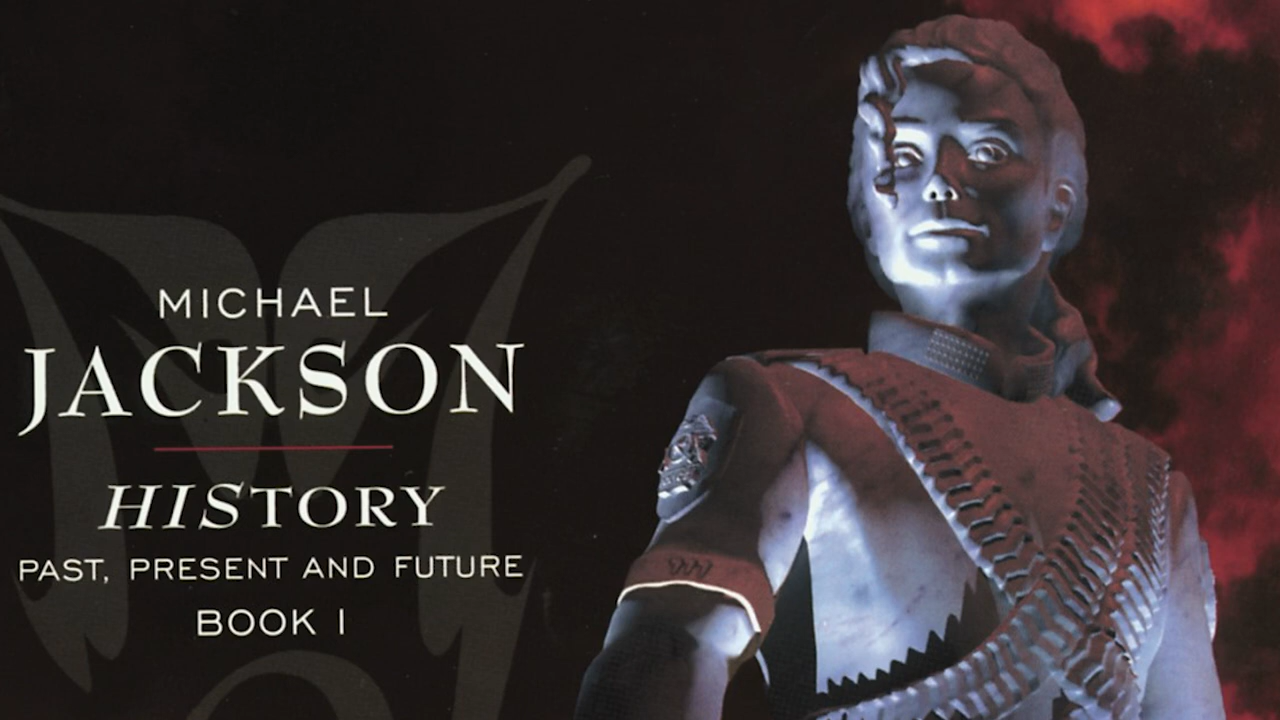 MICHAEL
JACKSON
HISTORY
PAST, PRESENT AND FUTURE
BOOK I